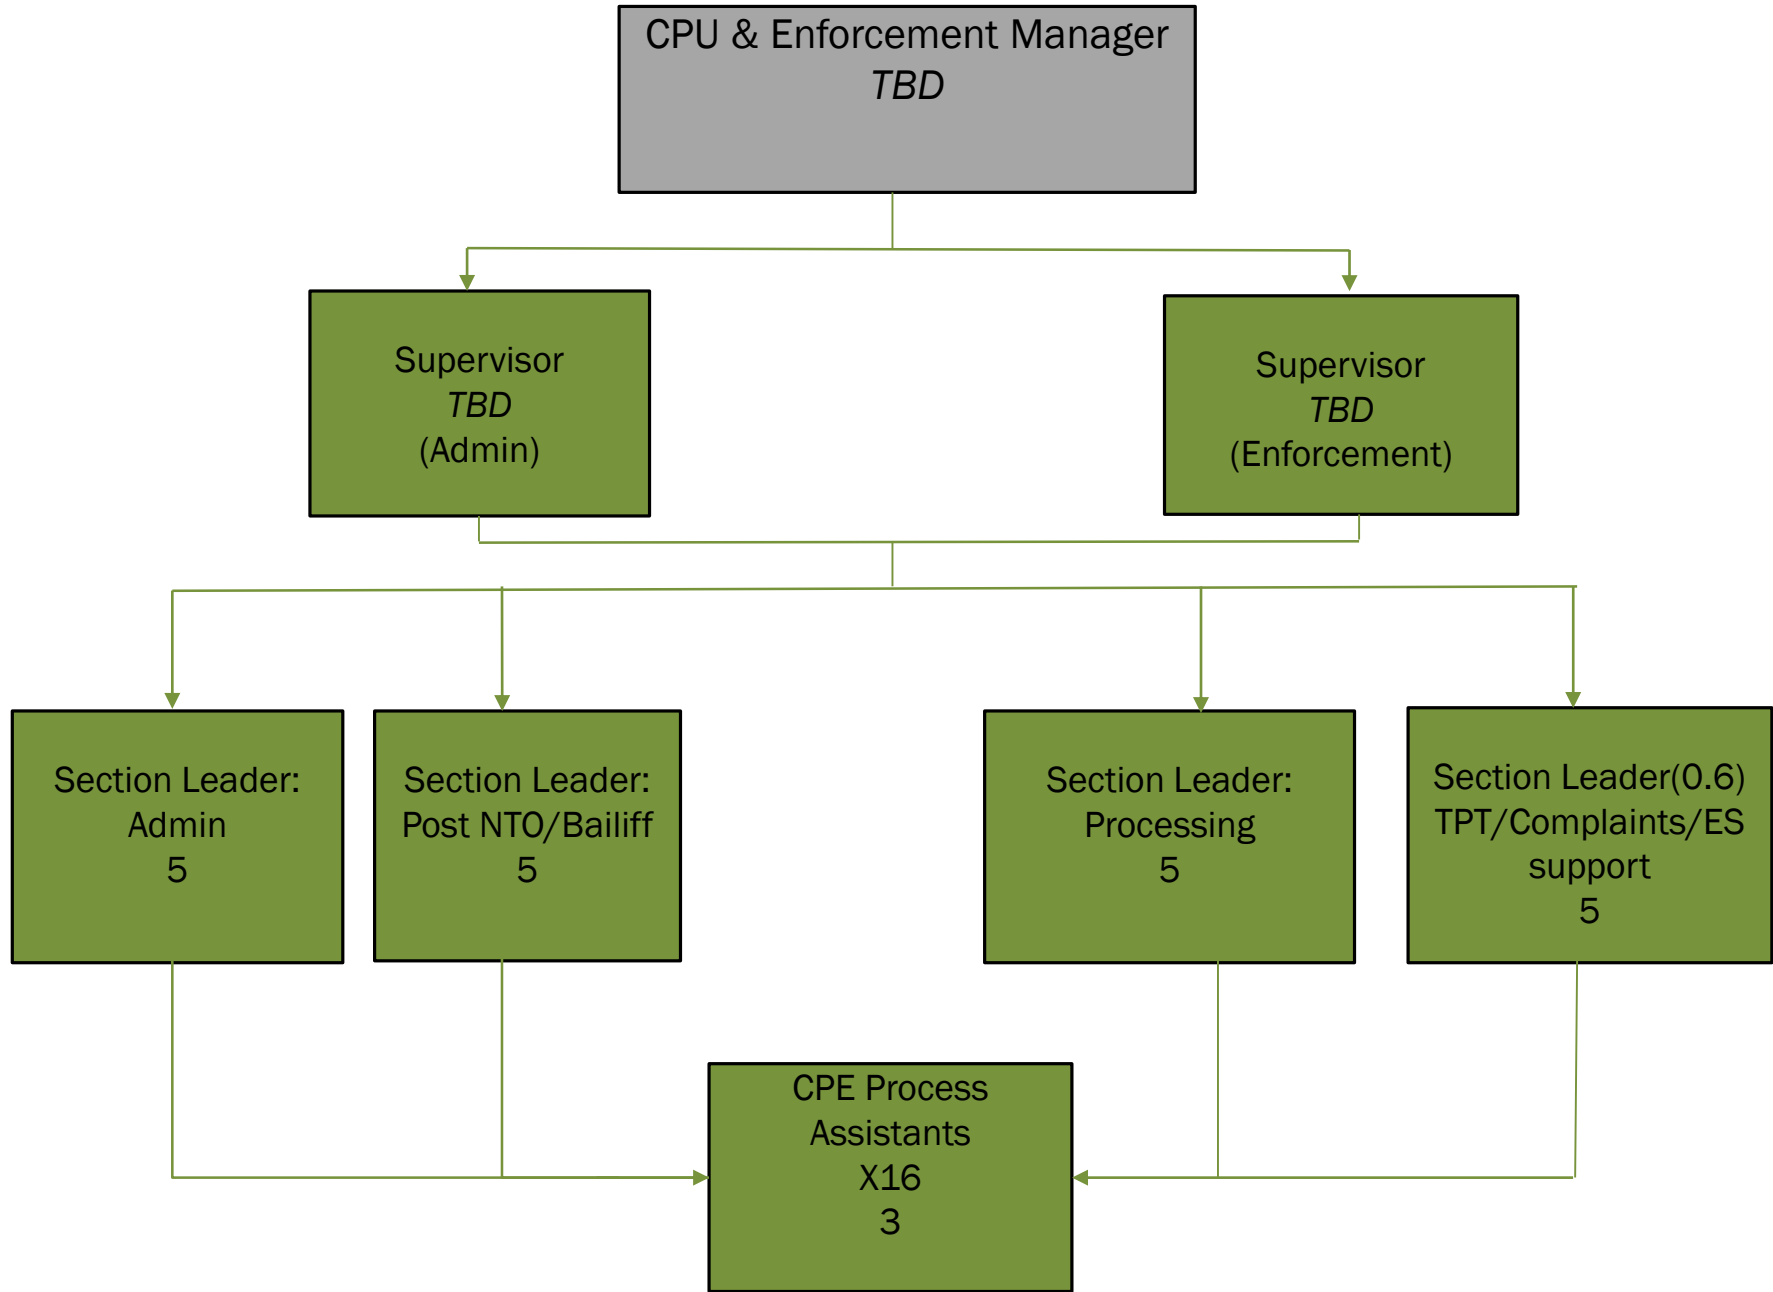 CPU & Enforcement Manager
TBD
Supervisor
TBD
(Admin)
Supervisor
TBD
(Enforcement)
Section Leader:
Admin
5
Section Leader:
Post NTO/Bailiff
5
Section Leader:
Processing
5
Section Leader(0.6)
TPT/Complaints/ES
support
5
CPE Process
Assistants
X16
3